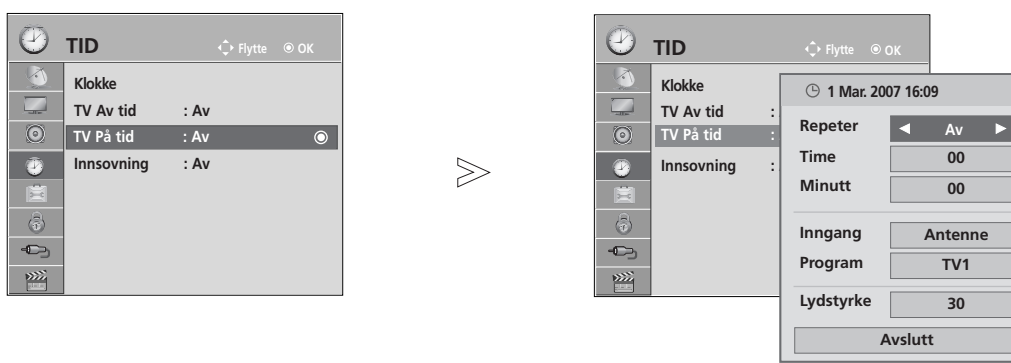 TID Flytte OK
Klokke
TV Av tid : Av
TV På tid : Av
Innsovning : Av
TID Flytte OK
Klokke
TV Av tid :
TV På tid :
Innsovning :
1 Mar. 2007 16:09
Repeter ◀ Av ▶
Time 00
Minutt 00
Inngang Antenne
Program TV1
Lydstyrke 30
Avslutt